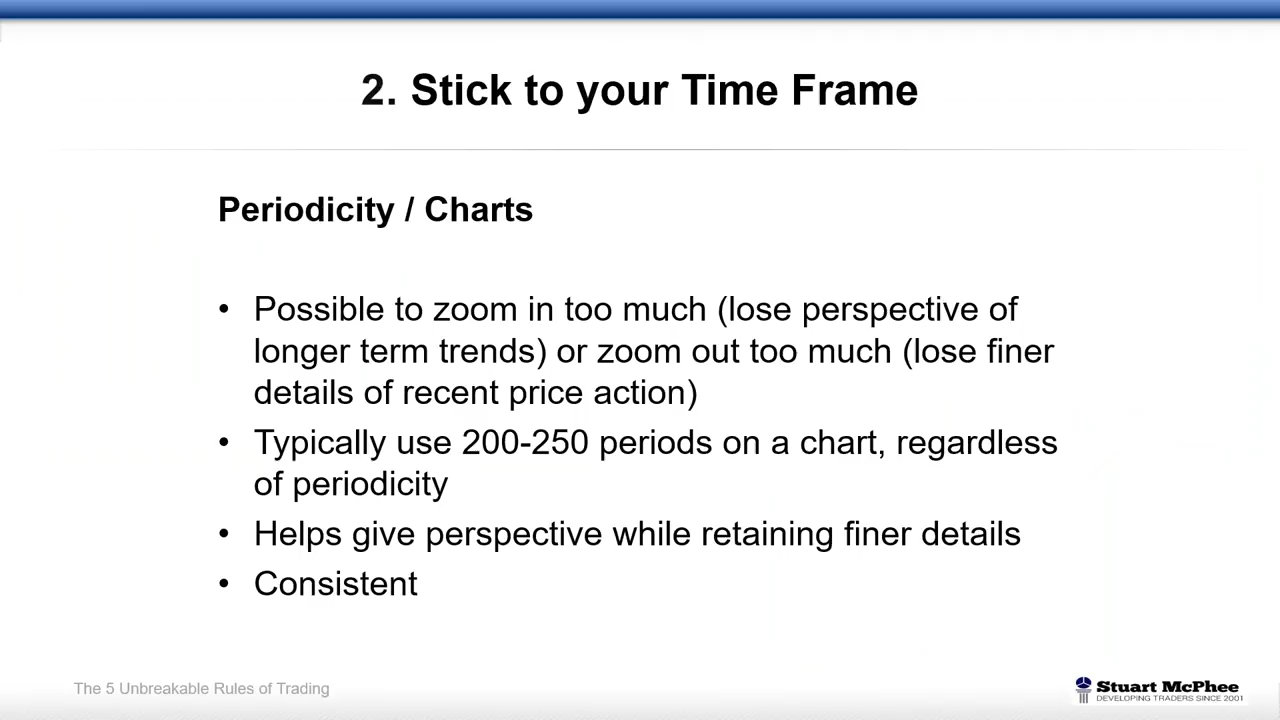 2. Stick to your Time Frame
Periodicity / Charts
• Possible to zoom in too much (lose perspective of
longer term trends) or zoom out too much (lose finer
details of recent price action)
• Typically use 200-250 periods on a chart, regardless
of periodicity
• Helps give perspective while retaining finer details
• Consistent
The 5 Unbreakable Rules of Trading
Stuart McPhee
DEVELOPING TRADERS SINCE 2001